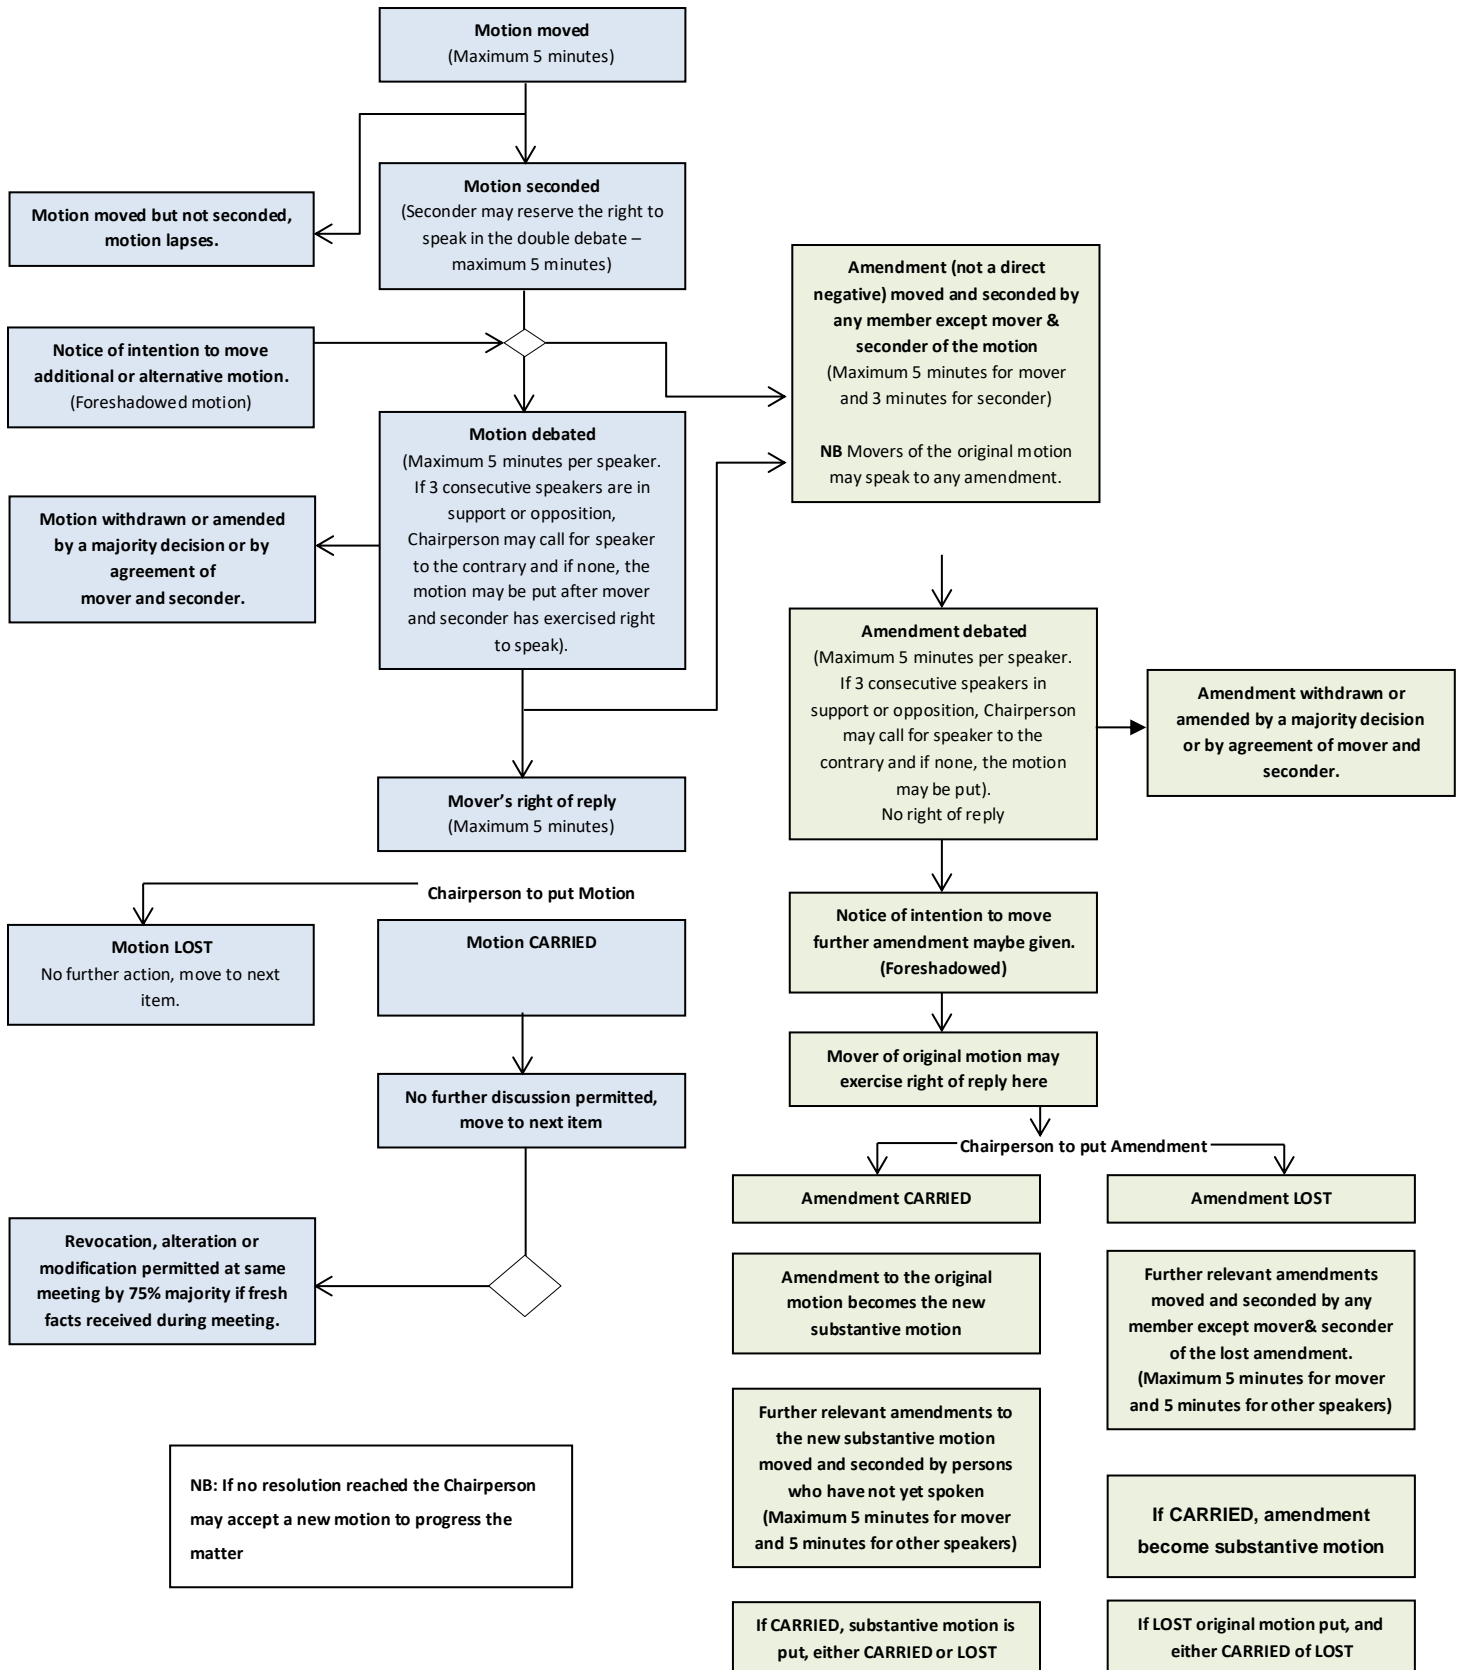 Motion moved
(Maximum 5 minutes)
Motion seconded
(Seconder may reserve the right to
speak in the double debate –
maximum 5 minutes)
Motion moved but not seconded,
motion lapses.
Notice of intention to move
additional or alternative motion.
(Foreshadowed motion)
Motion debated
(Maximum 5 minutes per speaker.
If 3 consecutive speakers are in
support or opposition,
Chairperson may call for speaker
to the contrary and if none, the
motion may be put after mover
and seconder has exercised right
to speak).
Motion withdrawn or amended
by a majority decision or by
agreement of
mover and seconder.
Mover’s right of reply
(Maximum 5 minutes)
Chairperson to put Motion
Motion LOST
No further action, move to next
item.
Motion CARRIED
No further discussion permitted,
move to next item
Revocation, alteration or
modification permitted at same
meeting by 75% majority if fresh
facts received during meeting.
NB: If no resolution reached the Chairperson
may accept a new motion to progress the
matter
Amendment (not a direct
negative) moved and seconded by
any member except mover &
seconder of the motion
(Maximum 5 minutes for mover
and 3 minutes for seconder)
NB Movers of the original motion
may speak to any amendment.
Amendment debated
(Maximum 5 minutes per speaker.
If 3 consecutive speakers in
support or opposition, Chairperson
may call for speaker to the
contrary and if none, the motion
may be put).
No right of reply
Amendment withdrawn or
amended by a majority decision
or by agreement of mover and
seconder.
Notice of intention to move
further amendment maybe given.
(Foreshadowed)
Mover of original motion may
exercise right of reply here
Chairperson to put Amendment
Amendment CARRIED
Amendment to the original
motion becomes the new
substantive motion
Further relevant amendments to
the new substantive motion
moved and seconded by persons
who have not yet spoken
(Maximum 5 minutes for mover
and 5 minutes for other speakers)
If CARRIED, substantive motion is
put, either CARRIED or LOST
Amendment LOST
Further relevant amendments
moved and seconded by any
member except mover& seconder
of the lost amendment.
(Maximum 5 minutes for mover
and 5 minutes for other speakers)
If CARRIED, amendment
become substantive motion
If LOST original motion put, and
either CARRIED of LOST